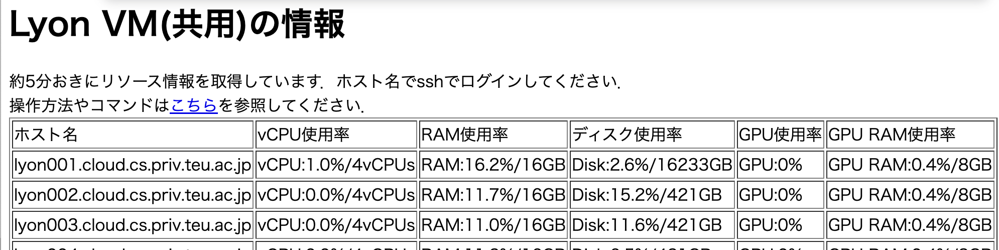 Lyon VM(共用)の情報
約5分おきにリソース情報を取得しています．ホスト名でsshでログインしてください．
操作方法やコマンドはこちらを参照してください．
ホスト名 vCPU使用率 RAM使用率 ディスク使用率 GPU使用率 GPU RAM使用率
lyon001.cloud.cs.priv.teu.ac.jp vCPU:1.0%/4vCPUs RAM:16.2%/16GB Disk:2.6%/16233GB GPU:0% GPU RAM:0.4%/8GB
lyon002.cloud.cs.priv.teu.ac.jp vCPU:0.0%/4vCPUs RAM:11.7%/16GB Disk:15.2%/421GB GPU:0% GPU RAM:0.4%/8GB
lyon003.cloud.cs.priv.teu.ac.jp vCPU:0.0%/4vCPUs RAM:11.0%/16GB Disk:11.6%/421GB GPU:0% GPU RAM:0.4%/8GB